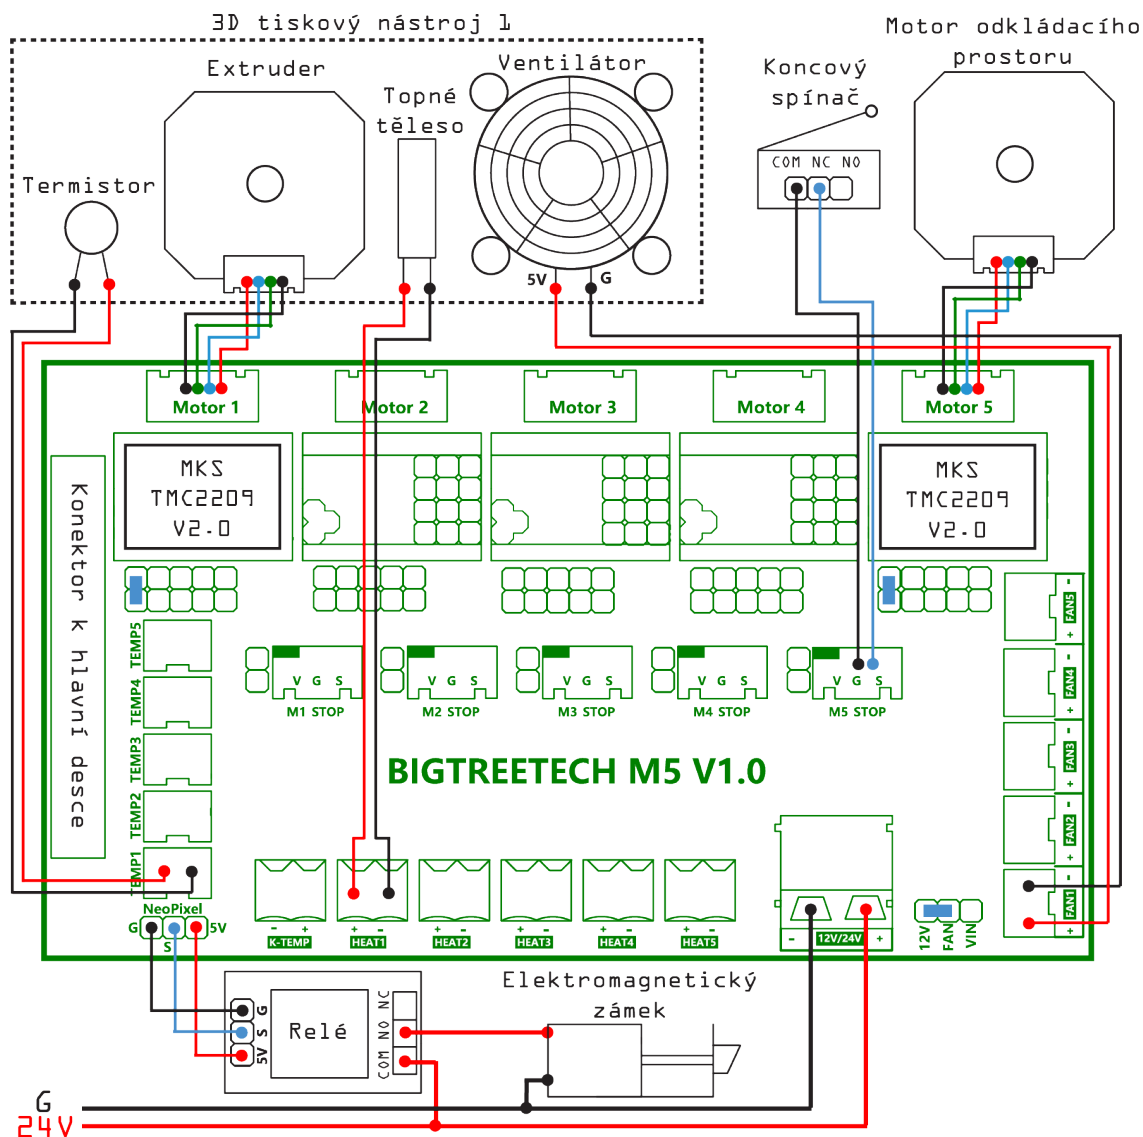 3D tiskový nástroj 1
Motor odkládacího
prostoru
Extruder
Ventilátor
Koncový
spínač
Topné
těleso
COM NC NO
Termistor
5V
G
Motor 1
Motor 2
Motor 3
Motor 4
Motor 5
MKS
TMC2209
V2.0
MKS
TMC2209
V2.0
Konektor k hlavní desce
TEMP5
TEMP4
TEMP3
TEMP2
TEMP1
V G S
M1 STOP
V G S
M2 STOP
V G S
M3 STOP
V G S
M4 STOP
V G S
M5 STOP
- FAN5 +
- FAN4 +
- FAN3 +
- FAN2 +
- FAN1 +
BIGTREETECH M5 V1.0
NeoPixel
G
S
5V
- +
K-TEMP
+ -
HEAT1
+ -
HEAT2
+ -
HEAT3
+ -
HEAT4
+ -
HEAT5
- 12V/24V +
12V
FAN
VIN
G
S
5V
Relé
NC
NO
COM
Elektromagnetický
zámek
G
24V